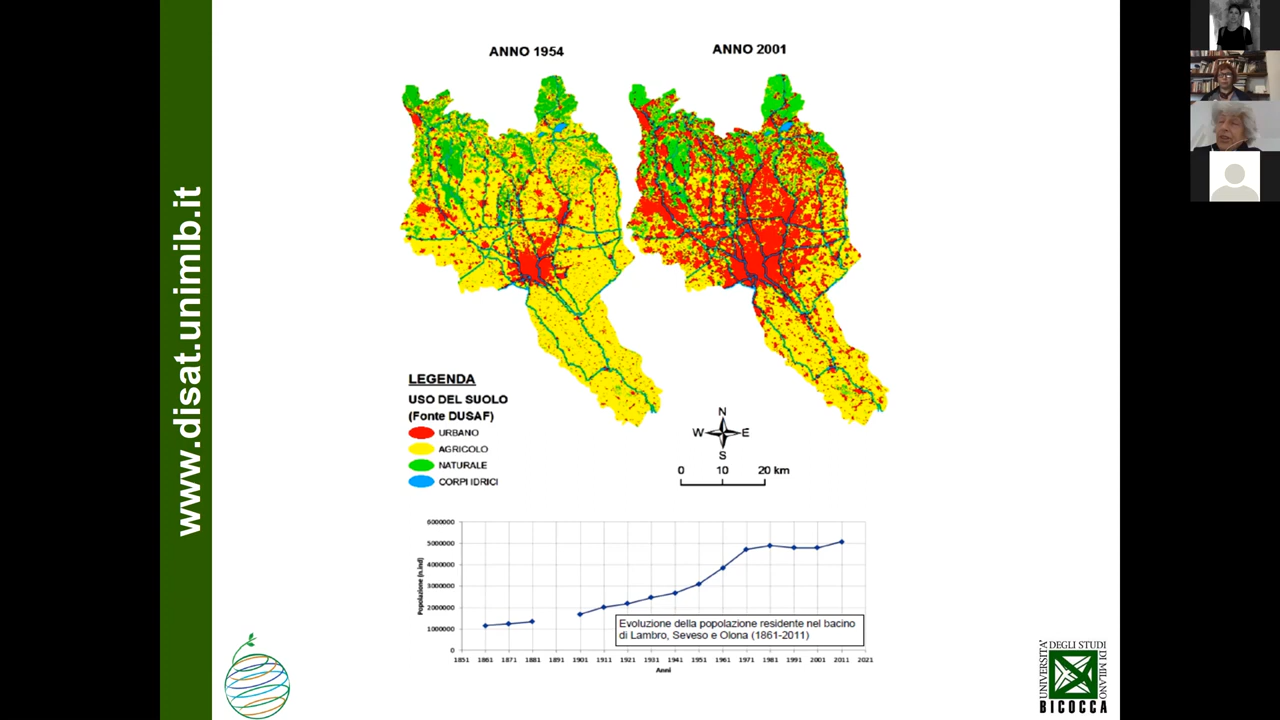 www.disat.unimib.it
ANNO 1954
ANNO 2001
LEGENDA
USO DEL SUOLO
(Fonte DUSAF)
URBANO
AGRICOLO
NATURALE
CORPI IDRICI
N
W E
S
0 10 20 km
6000000
5000000
4000000
3000000
2000000
1000000
0
Popolazione (n.ind)
Evoluzione della popolazione residente nel bacino
di Lambro, Seveso e Olona (1861-2011)
1851 1861 1871 1881 1891 1901 1911 1921 1931 1941 1951 1961 1971 1981 1991 2001 2011 2021
Anni
UNIVERSITA'
DEGLI STUDI
DI MILANO
BICOCCA